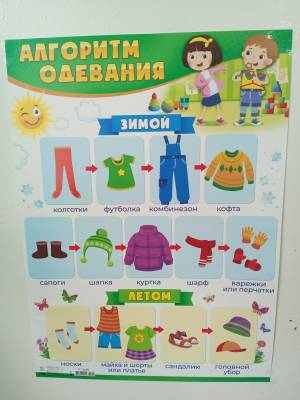 АЛГОРИТМ
ОДЕВАНИЯ
ЗИМОЙ
колготки футболка комбинезон кофта
сапоги шапка куртка шарф варежки
или перчатки
ЛЕТОМ
носки майка и шорты
или платье сандалии головной
убор